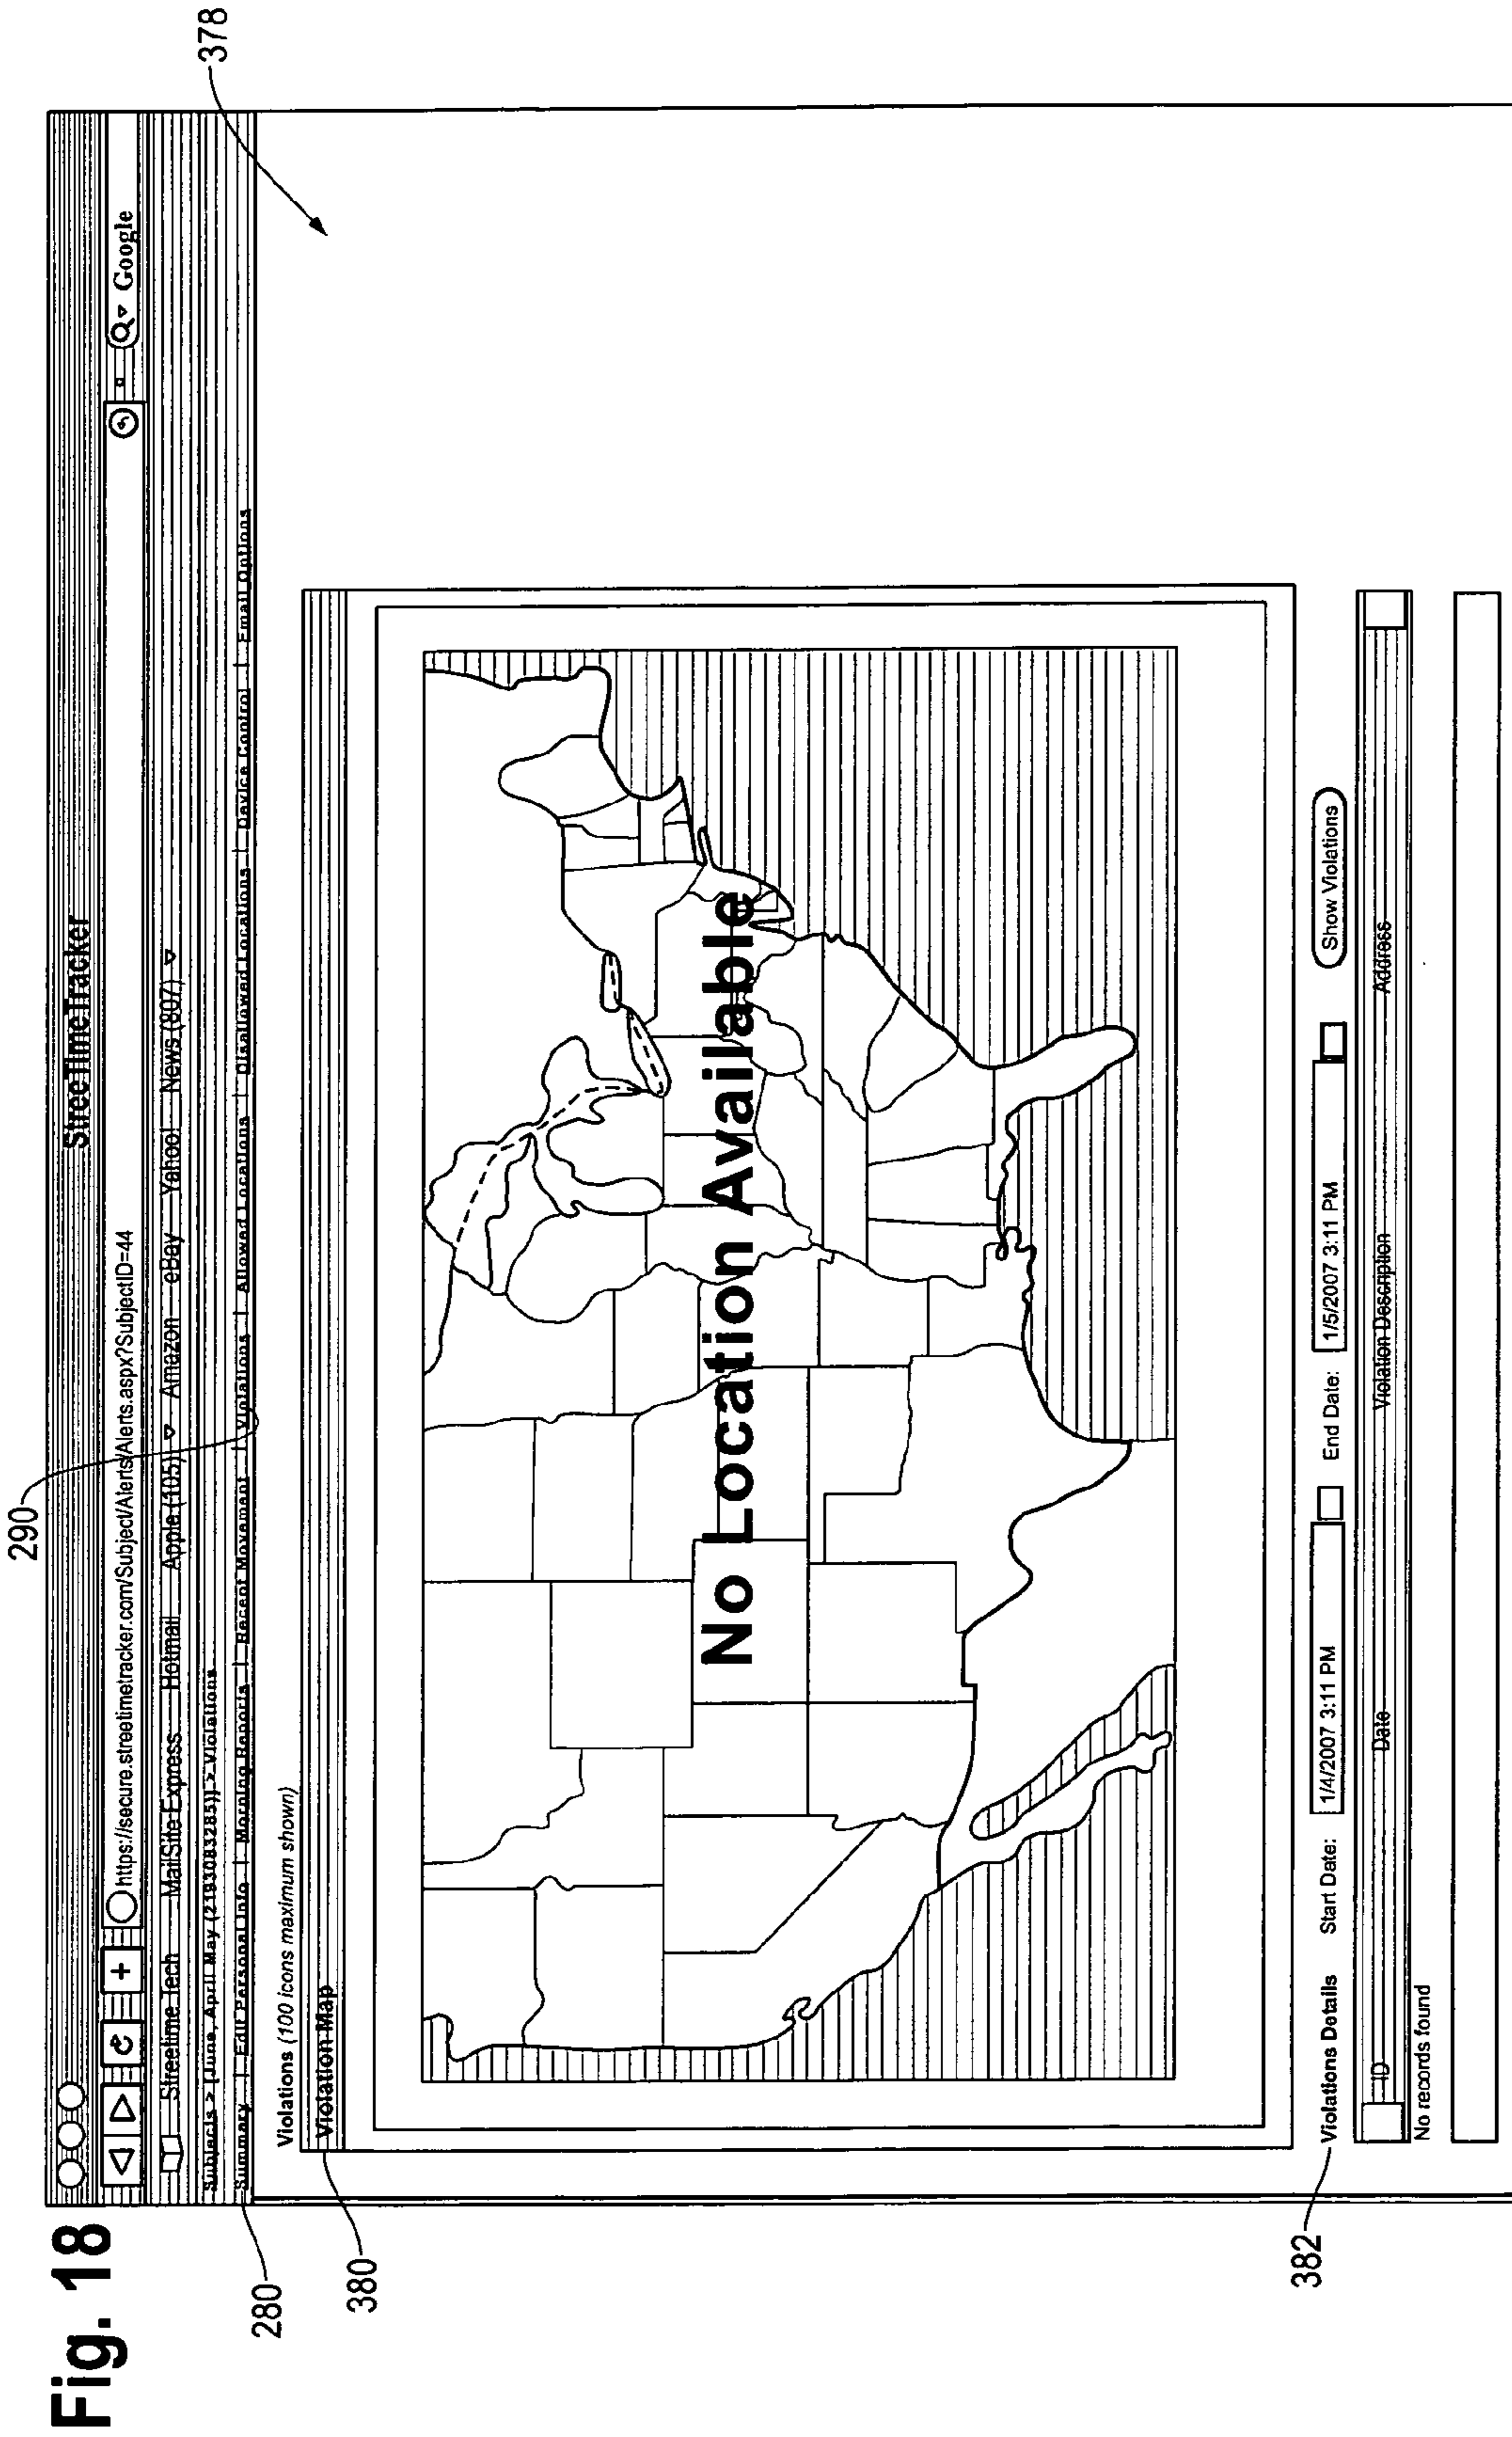 Fig. 18
290
378
StreeTimeTracker
https://secure.streetimetracker.com/Subject/Alerts/Alerts.aspx?SubjectID=44
Google
Streetime Tech MailSite Express Hotmail Apple (105) Amazon eBay Yahoo! News (807)
Subjects > [June, April May (2193083285)] > Violations
280
Summary | Edit Personal Info | Morning Reports | Recent Movement | Violations | Allowed Locations | Disallowed Locations | Device Control | Email Options
Violations (100 icons maximum shown)
380
Violation Map
No Location Available
382
Violations Details Start Date: 1/4/2007 3:11 PM End Date: 1/5/2007 3:11 PM Show Violations
ID Date Violation Description Address
No records found